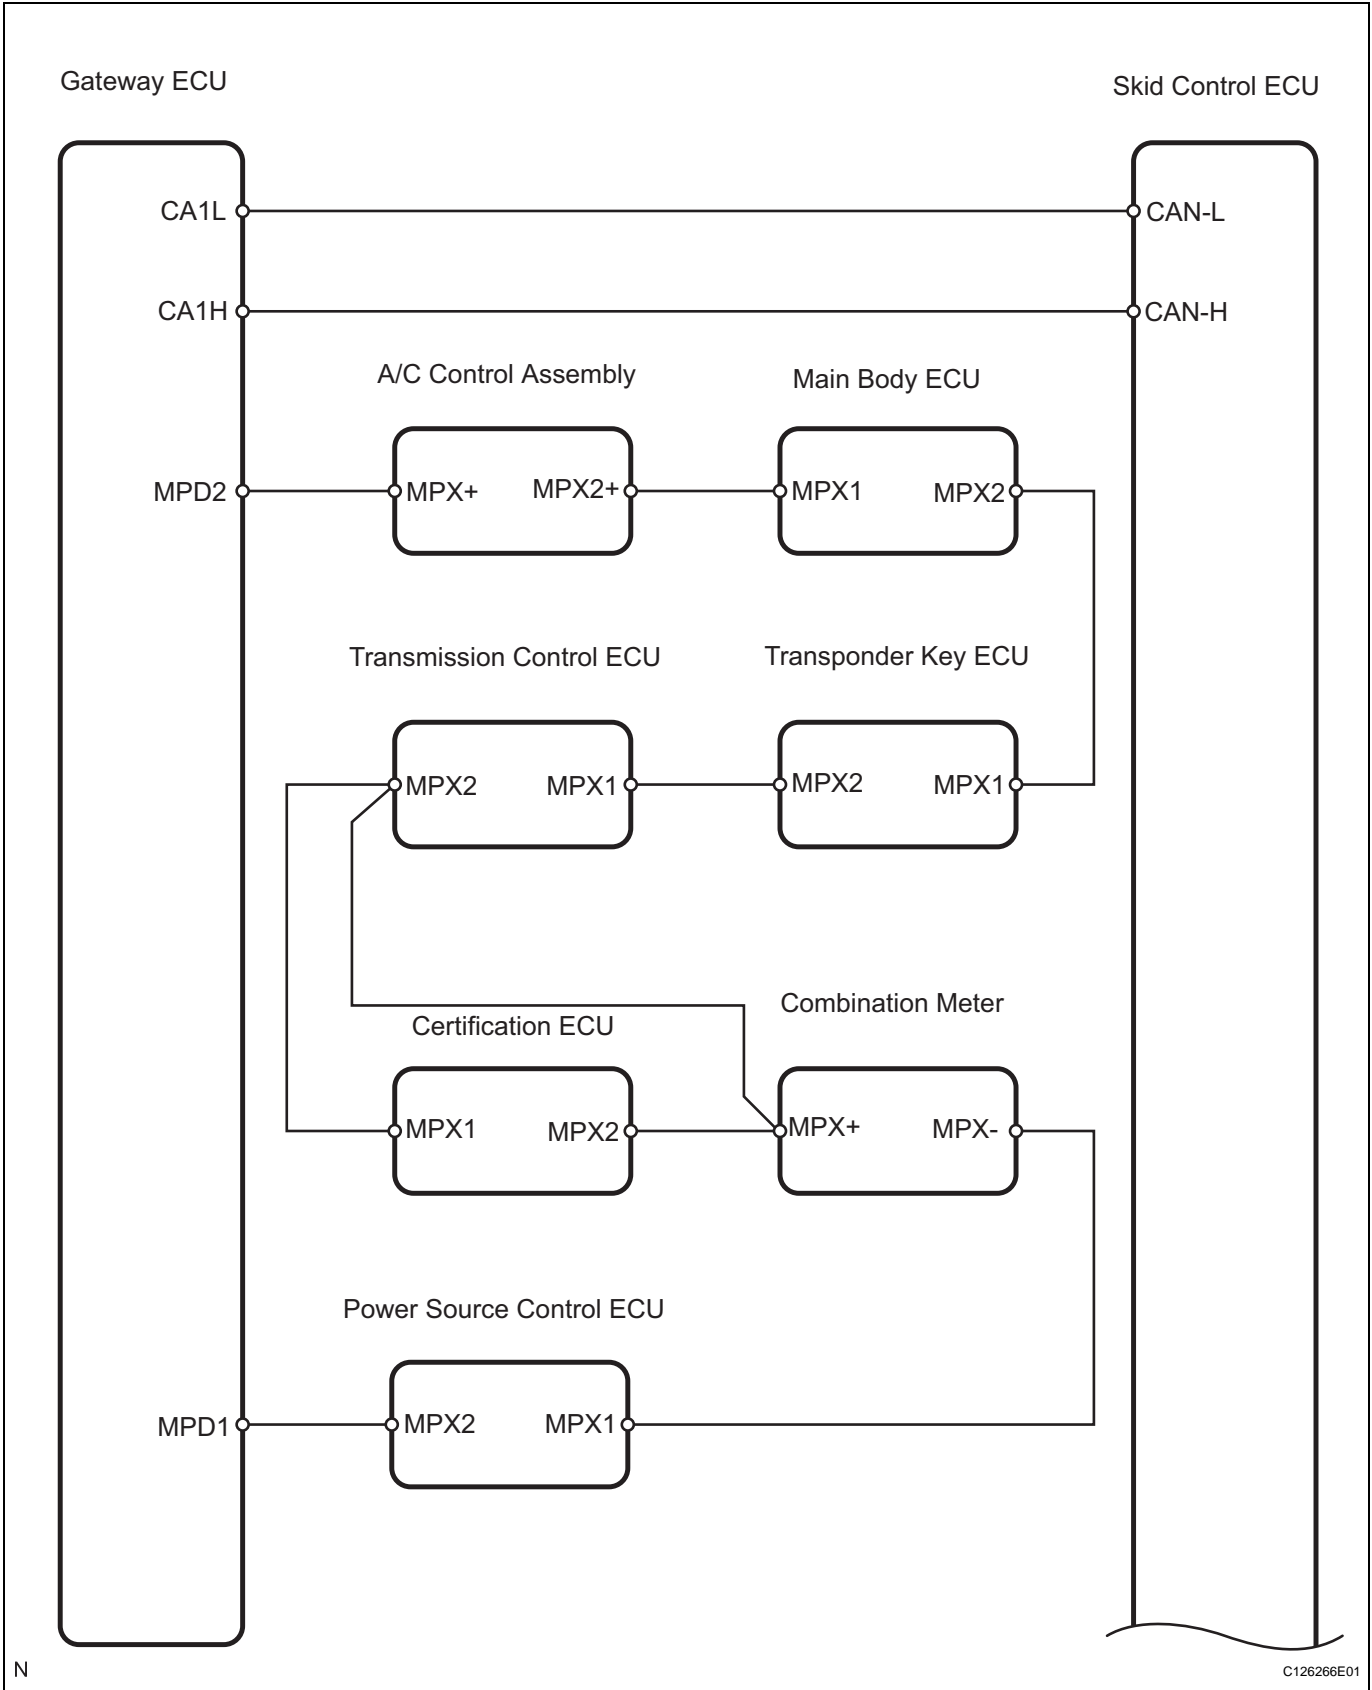 Gateway ECU
Skid Control ECU
CA1L
CAN-L
CA1H
CAN-H
A/C Control Assembly
Main Body ECU
MPD2
MPX+
MPX2+
MPX1
MPX2
Transmission Control ECU
Transponder Key ECU
MPX2
MPX1
MPX2
MPX1
Combination Meter
Certification ECU
MPX1
MPX2
MPX+
MPX-
Power Source Control ECU
MPD1
MPX2
MPX1
N
C126266E01